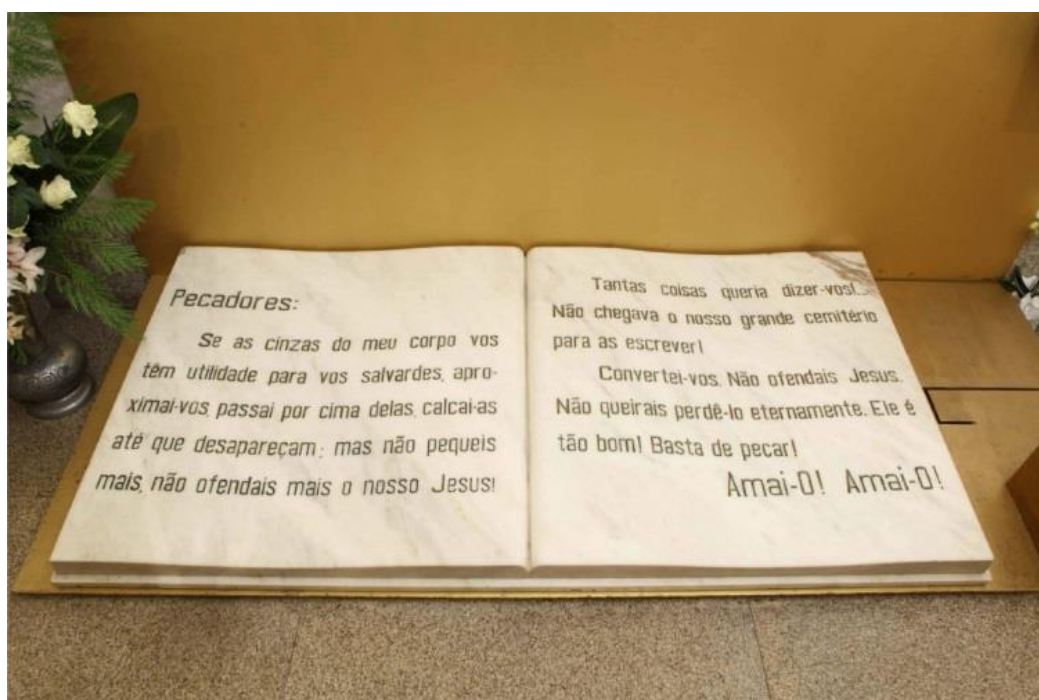 Pecadores:
Se as cinzas do meu corpo vos
têm utilidade para vos salvardes, apro-
ximai-vos, passai por cima delas, calcai-as
até que desapareçam; mas não pequeis
mais, não ofendais mais o nosso Jesus!
Tantas coisas queria dizer-vos!...
Não chegava o nosso grande cemitério
para as escrever!
Convertei-vos. Não ofendais Jesus.
Não queirais perdê-lo eternamente. Ele é
tão bom! Basta de pecar!
Amai-O! Amai-O!